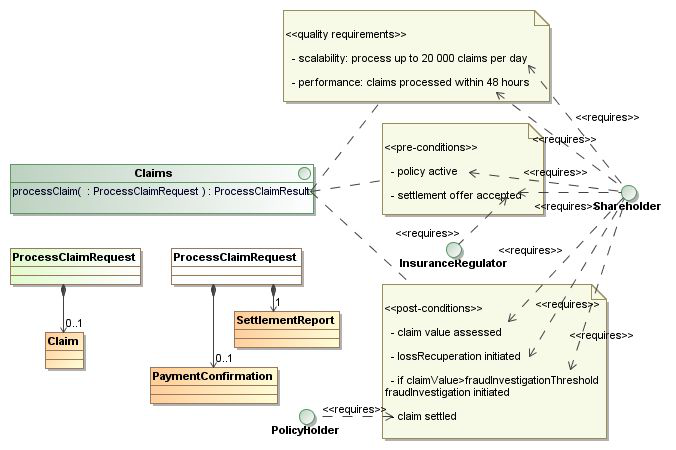 <<quality requirements>>
- scalability: process up to 20 000 claims per day
- performance: claims processed within 48 hours
<<requires>>
<<requires>>
<<pre-conditions>>
- policy active
- settlement offer accepted
Claims
processClaim( : ProcessClaimRequest ) : ProcessClaimResults
Shareholder
<<requires>>
<<requires>>
InsuranceRegulator
<<requires>>
ProcessClaimRequest
ProcessClaimRequest
0..1
1
Claim
SettlementReport
0..1
PaymentConfirmation
<<post-conditions>>
<<requires>>
- claim value assessed
<<requires>>
- lossRecuperation initiated
- if claimValue>fraudInvestigationThreshold
fraudInvestigation initiated
<<requires>>
- claim settled
PolicyHolder